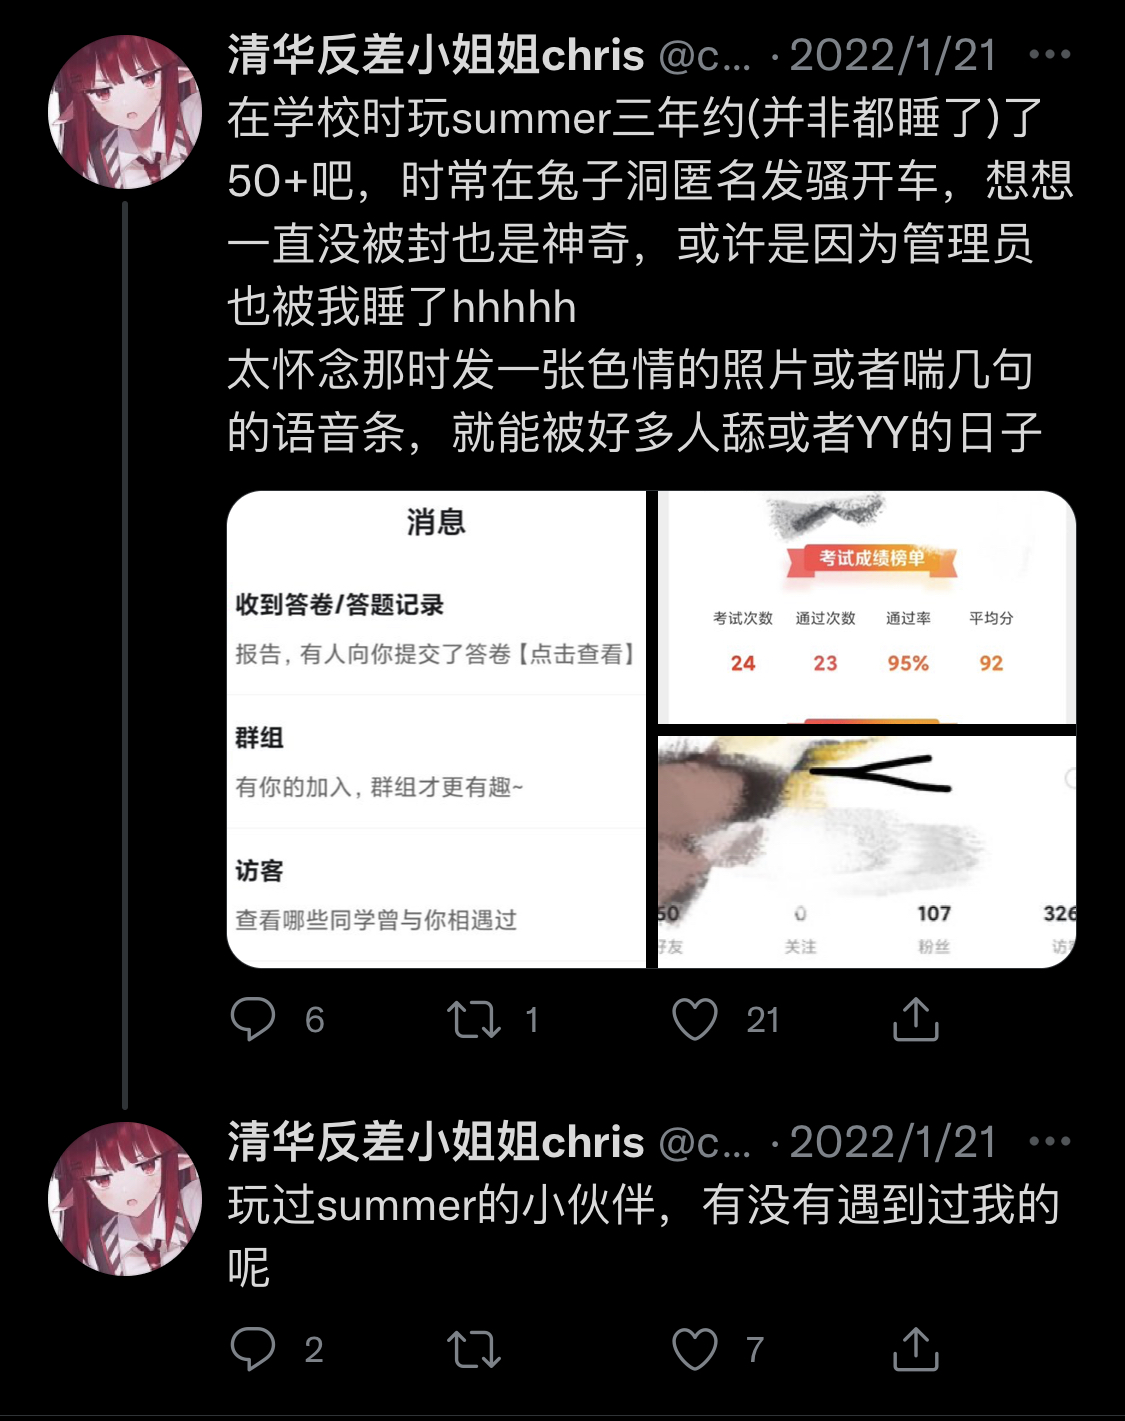 清华反差小姐姐chris @c... · 2022/1/21
在学校时玩summer三年约(并非都睡了)了
50+吧，时常在兔子洞匿名发骚开车，想想
一直没被封也是神奇，或许是因为管理员
也被我睡了hhhhh
太怀念那时发一张色情的照片或者喘几句
的语音条，就能被好多人舔或者YY的日子
消息
收到答卷/答题记录
报告，有人向你提交了答卷【点击查看】
群组
有你的加入，群组才更有趣~
访客
查看哪些同学曾与你相遇过
考试成绩榜单
考试次数 通过次数 通过率 平均分
24 23 95% 92
60 0 107 326
好友 关注 粉丝 访
6 1 21
清华反差小姐姐chris @c... · 2022/1/21
玩过summer的小伙伴，有没有遇到过我的
呢
2 7